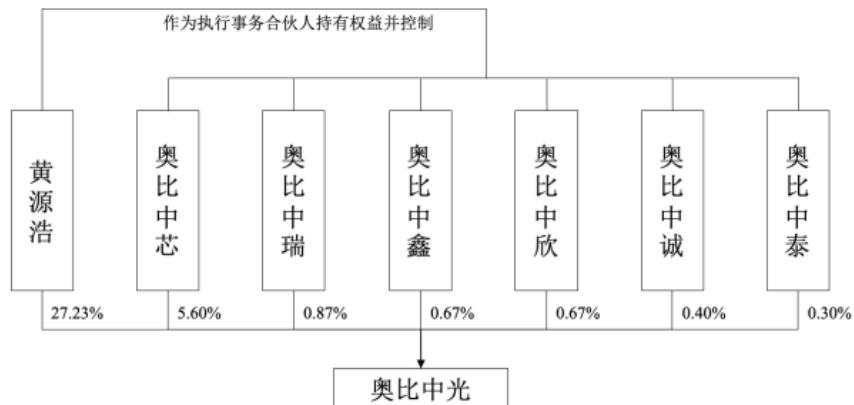 作为执行事务合伙人持有权益并控制
黄源浩
奥比中芯
奥比中瑞
奥比中鑫
奥比中欣
奥比中诚
奥比中泰
27.23%
5.60%
0.87%
0.67%
0.67%
0.40%
0.30%
奥比中光